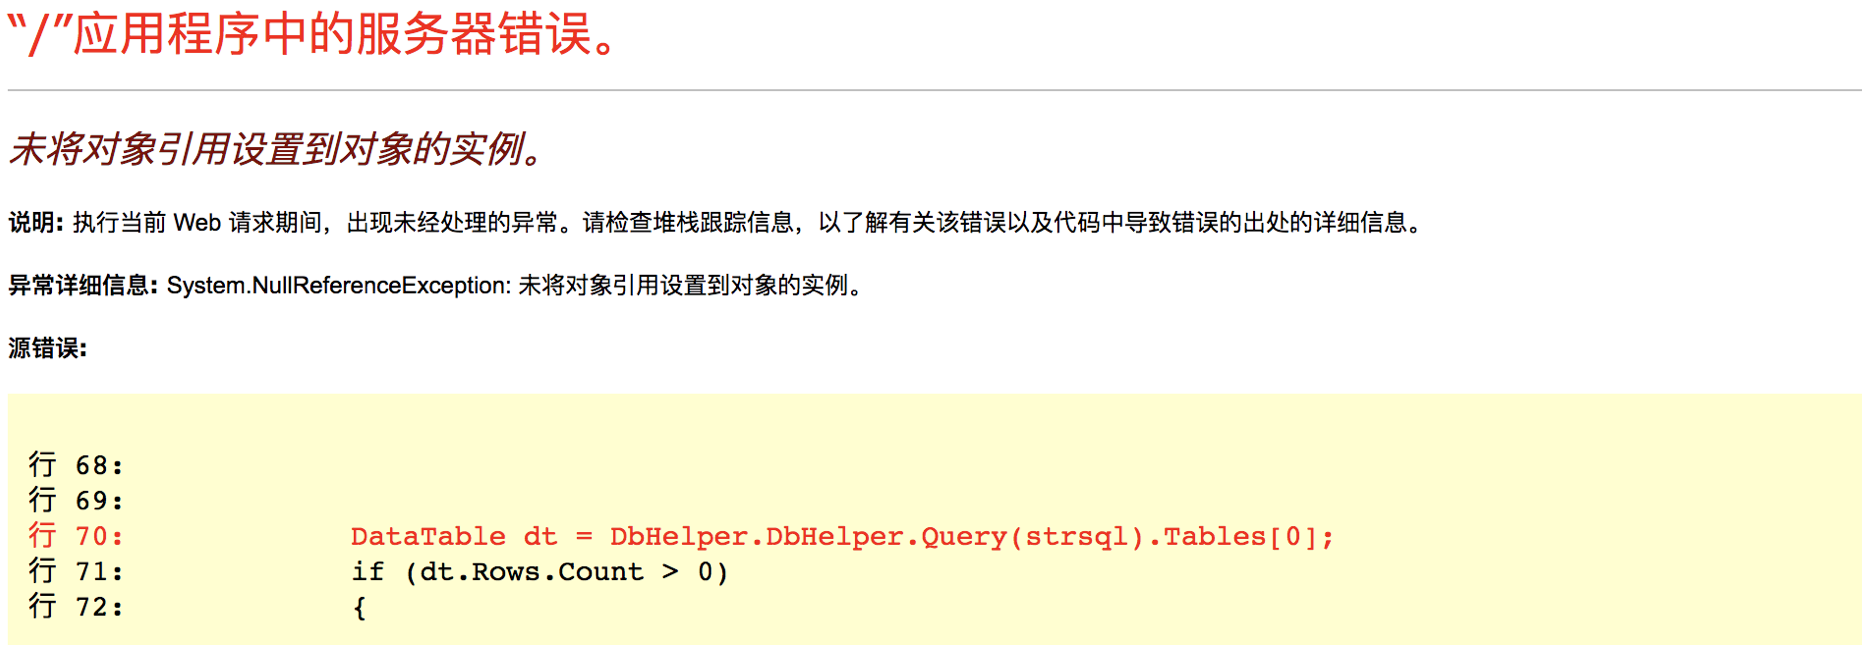 “/”应用程序中的服务器错误。
未将对象引用设置到对象的实例。
说明: 执行当前 Web 请求期间，出现未经处理的异常。请检查堆栈跟踪信息，以了解有关该错误以及代码中导致错误的出处的详细信息。
异常详细信息: System.NullReferenceException: 未将对象引用设置到对象的实例。
源错误:
行 68:
行 69:
行 70:             DataTable dt = DbHelper.DbHelper.Query(strsql).Tables[0];
行 71:             if (dt.Rows.Count > 0)
行 72:             {